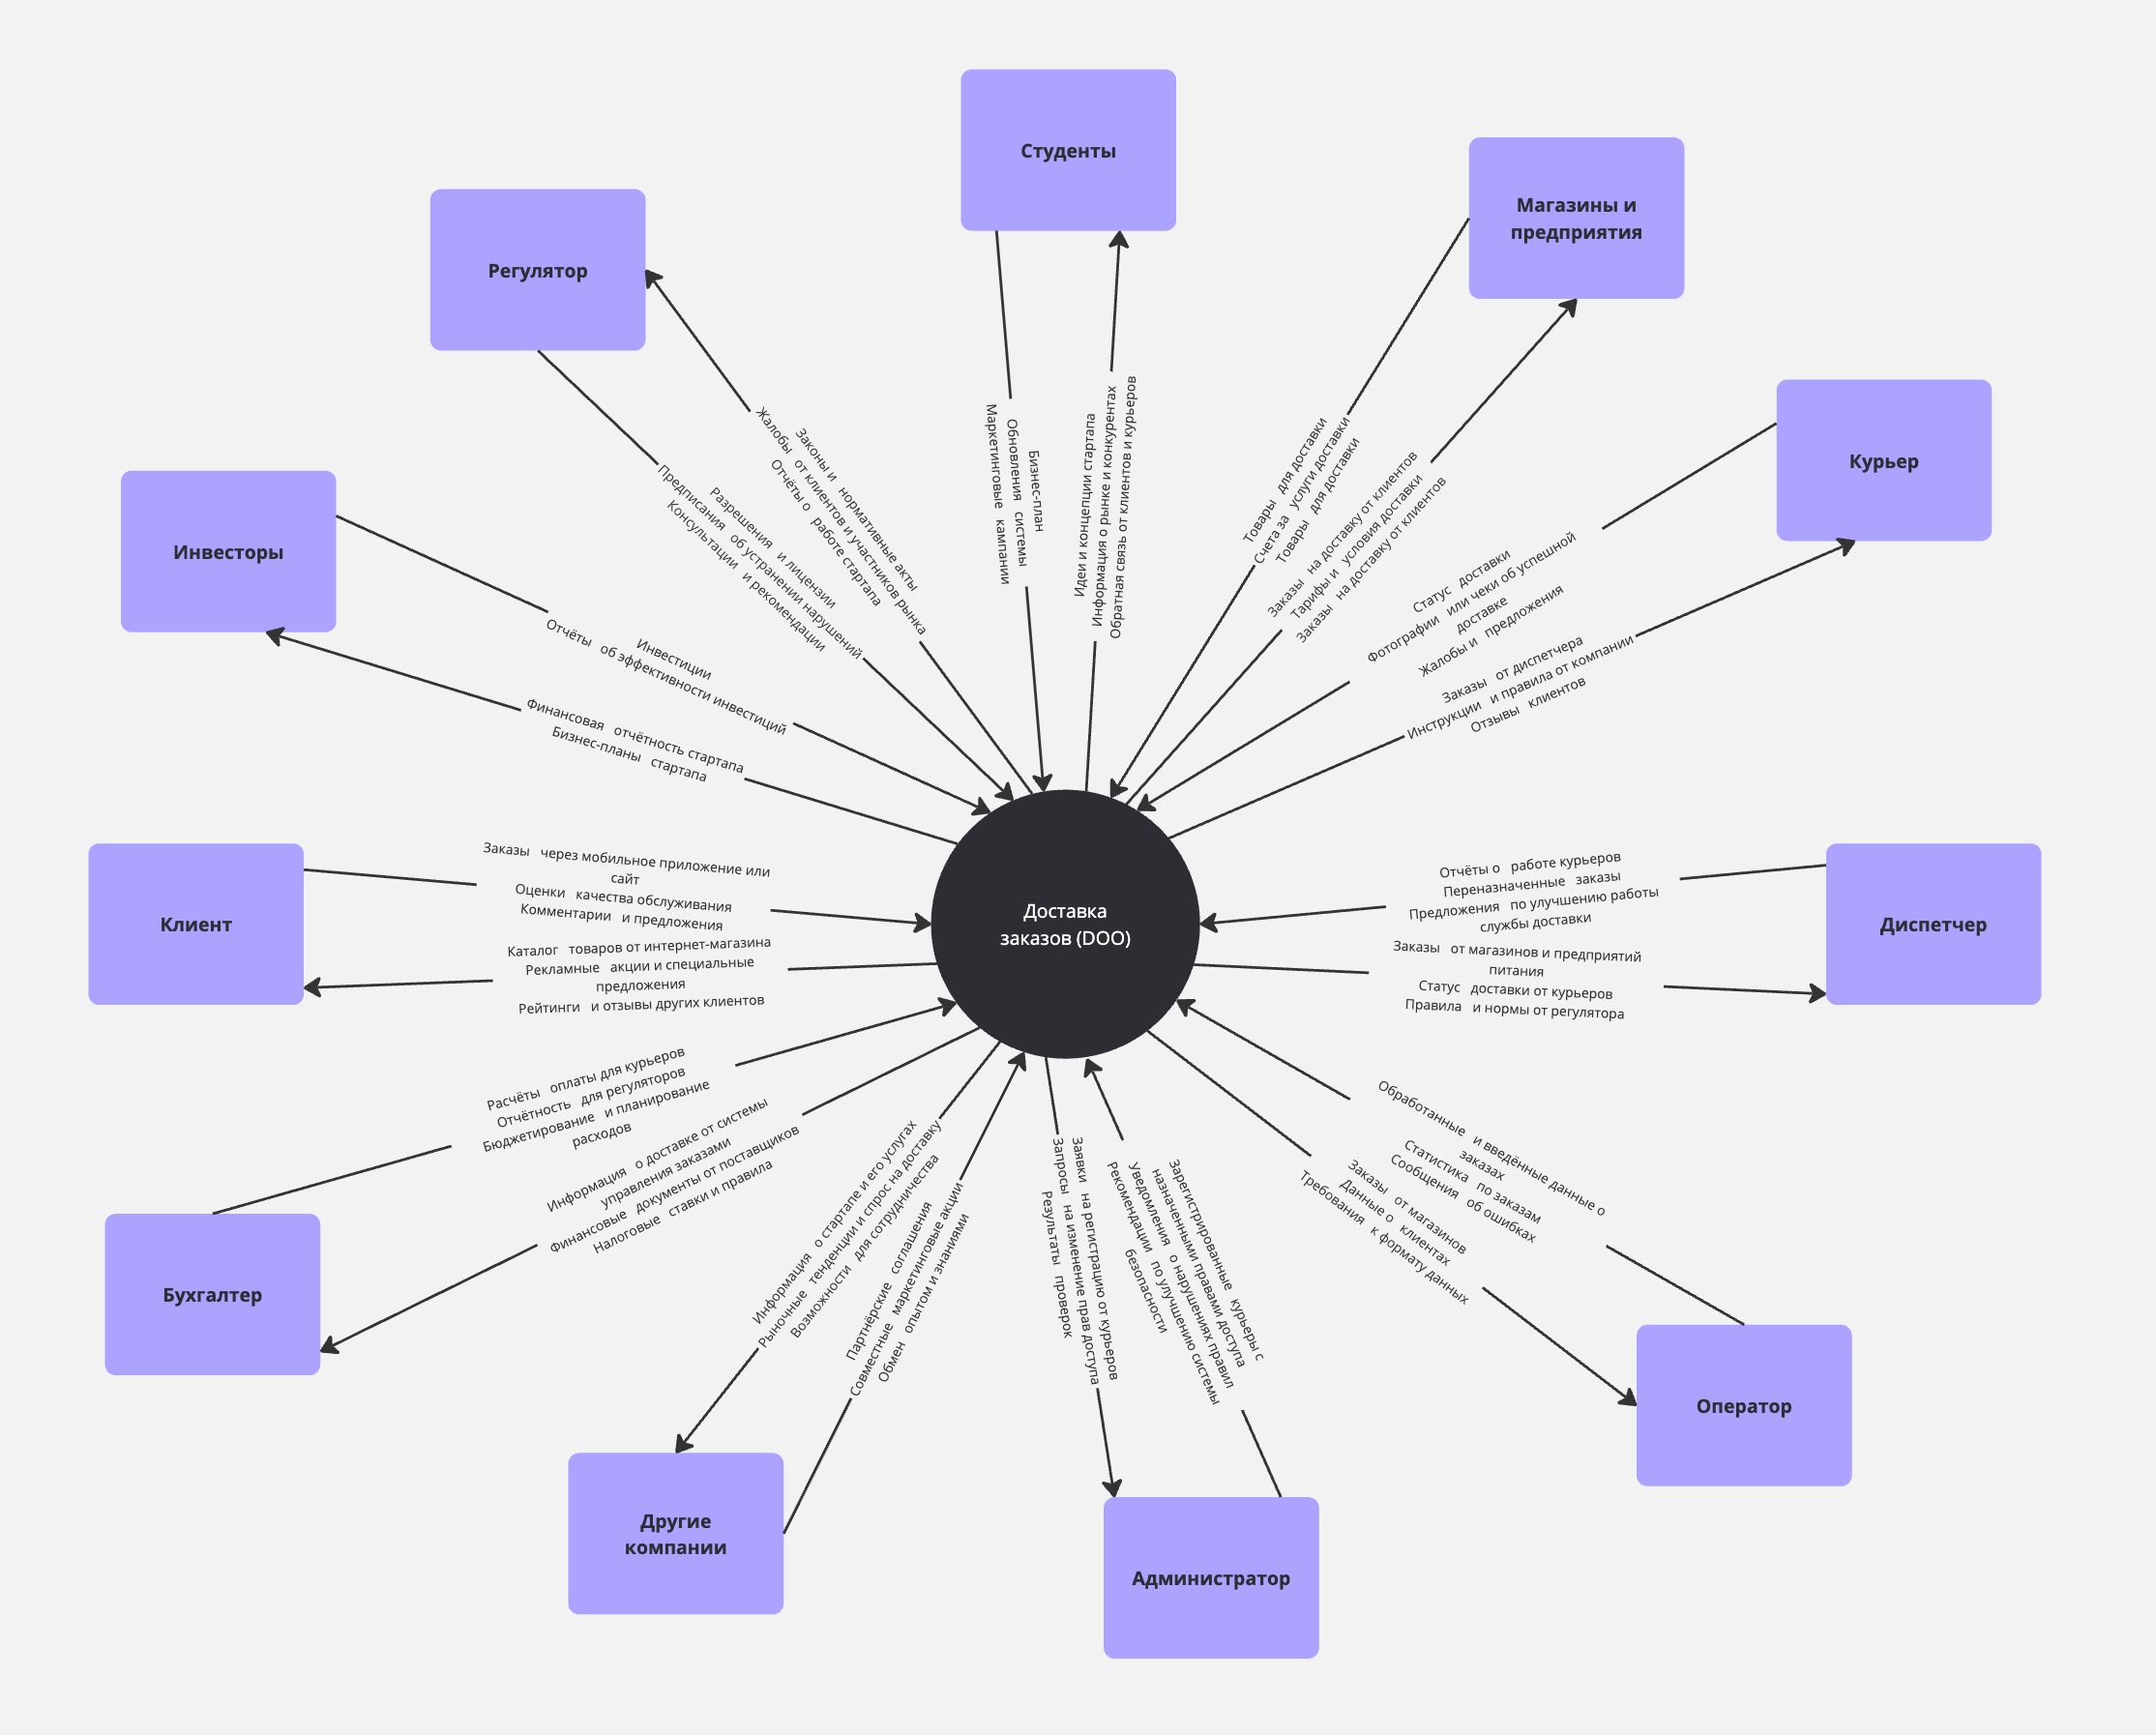 Студенты
Магазины и
предприятия
Регулятор
Курьер
Инвесторы
Клиент
Доставка
заказов (DOO)
Диспетчер
Бухгалтер
Оператор
Другие
компании
Администратор
Бизнес-план
Обновления системы
Маркетинговые кампании
Идеи и концепции стартапа
Информация о рынке и конкурентах
Обратная связь от клиентов и курьеров
Товары для доставки
Счета за услуги доставки
Товары для доставки
Заказы на доставку от клиентов
Тарифы и условия доставки
Заказы на доставку от клиентов
Законы и нормативные акты
Жалобы от клиентов и участников рынка
Отчёты о работе стартапа
Разрешения и лицензии
Предписания об устранении нарушений
Консультации и рекомендации
Статус доставки
Фотографии или чеки об успешной
доставке
Жалобы и предложения
Заказы от диспетчера
Инструкции и правила от компании
Отзывы клиентов
Инвестиции
Отчёты об эффективности инвестиций
Финансовая отчётность стартапа
Бизнес-планы стартапа
Заказы через мобильное приложение или
сайт
Оценки качества обслуживания
Комментарии и предложения
Каталог товаров от интернет-магазина
Рекламные акции и специальные
предложения
Рейтинги и отзывы других клиентов
Отчёты о работе курьеров
Переназначенные заказы
Предложения по улучшению работы
службы доставки
Заказы от магазинов и предприятий
питания
Статус доставки от курьеров
Правила и нормы от регулятора
Расчёты оплаты для курьеров
Отчётность для регуляторов
Бюджетирование и планирование
расходов
Информация о доставке от системы
управления заказами
Финансовые документы от поставщиков
Налоговые ставки и правила
Информация о стартапе и его услугах
Рыночные тенденции и спрос на доставку
Возможности для сотрудничества
Партнёрские соглашения
Совместные маркетинговые акции
Обмен опытом и знаниями
Заявки на регистрацию от курьеров
Запросы на изменение прав доступа
Результаты проверок
Зарегистрированные курьеры с
назначенными правами доступа
Уведомления о нарушениях правил
Рекомендации по улучшению системы
безопасности
Обработанные и введённые данные о
заказах
Статистика по заказам
Сообщения об ошибках
Заказы от магазинов
Данные о клиентах
Требования к формату данных